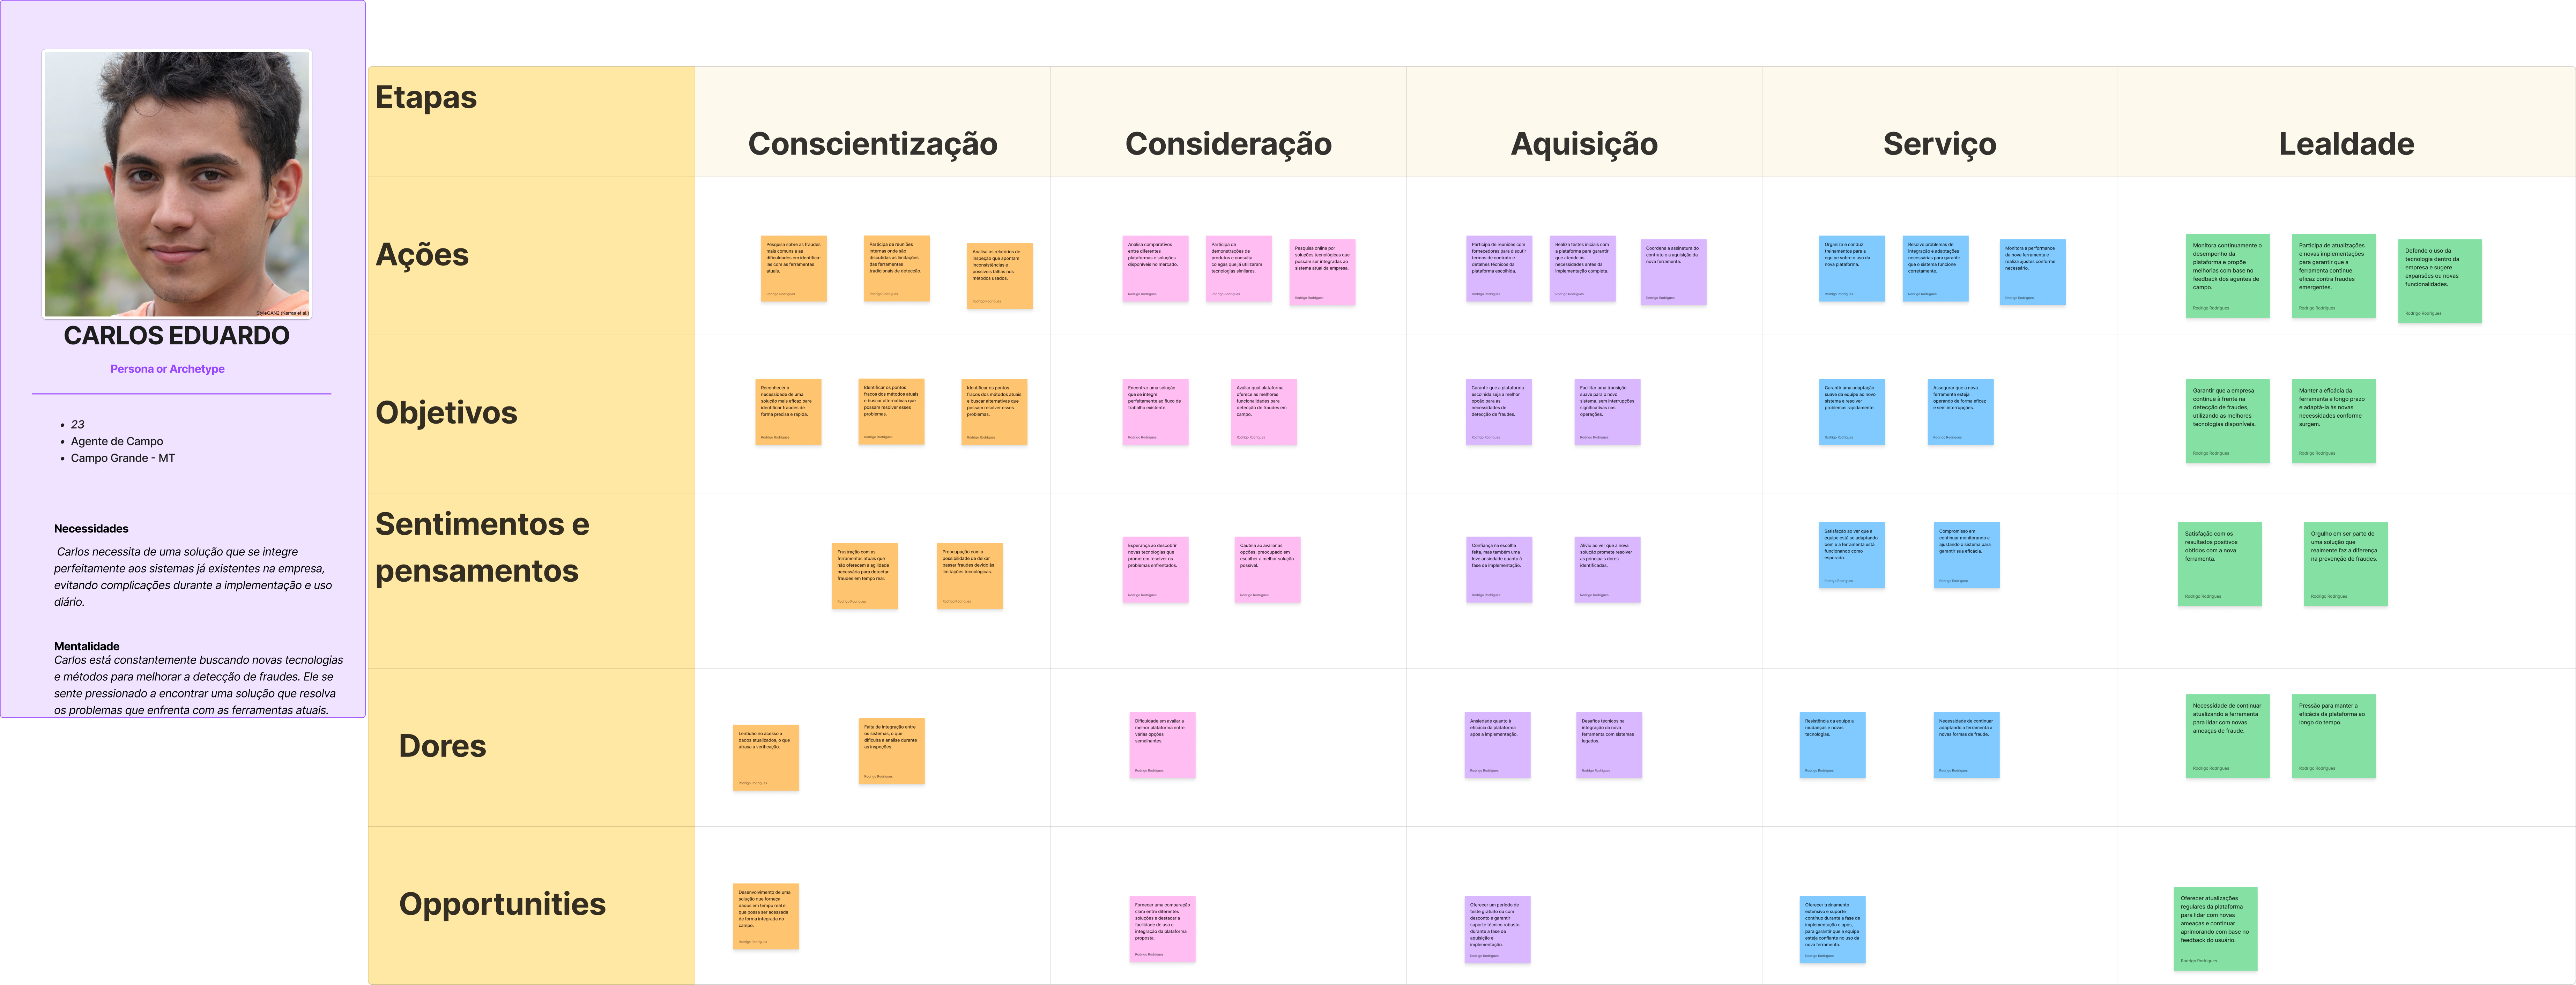 StyleGAN2 (Karras et al.)
CARLOS EDUARDO
Persona or Archetype
23
Agente de Campo
Campo Grande - MT
Necessidades
Carlos necessita de uma solução que se integre
perfeitamente aos sistemas já existentes na empresa,
evitando complicações durante a implementação e uso
diário.
Mentalidade
Carlos está constantemente buscando novas tecnologias
e métodos para melhorar a detecção de fraudes. Ele se
sente pressionado a encontrar uma solução que resolva
os problemas que enfrenta com as ferramentas atuais.
Etapas
Conscientização
Consideração
Aquisição
Serviço
Lealdade
Ações
Pesquisa sobre as fraudes
mais comuns e as
dificuldades em identificá-
las com as ferramentas
atuais.
Rodrigo Rodrigues
Participa de reuniões
internas onde são
discutidas as limitações
das ferramentas
tradicionais de detecção.
Rodrigo Rodrigues
Analisa os relatórios de
inspeção que apontam
inconsistências e
possíveis falhas nos
métodos usados.
Rodrigo Rodrigues
Analisa comparativos
entre diferentes
plataformas e soluções
disponíveis no mercado.
Rodrigo Rodrigues
Participa de
demonstrações de
produtos e consulta
colegas que já utilizaram
tecnologias similares.
Rodrigo Rodrigues
Pesquisa online por
soluções tecnológicas que
possam ser integradas ao
sistema atual da empresa.
Rodrigo Rodrigues
Participa de reuniões com
fornecedores para discutir
termos de contrato e
detalhes técnicos da
plataforma escolhida.
Rodrigo Rodrigues
Realiza testes iniciais com
a plataforma para garantir
que atende às
necessidades antes da
implementação completa.
Rodrigo Rodrigues
Coordena a assinatura do
contrato e a aquisição da
nova ferramenta.
Rodrigo Rodrigues
Organiza e conduz
treinamentos para a
equipe sobre o uso da
nova plataforma.
Rodrigo Rodrigues
Resolve problemas de
integração e adaptações
necessárias para garantir
que o sistema funcione
corretamente.
Rodrigo Rodrigues
Monitora a performance
da nova ferramenta e
realiza ajustes conforme
necessário.
Rodrigo Rodrigues
Monitora continuamente o
desempenho da
plataforma e propõe
melhorias com base no
feedback dos agentes de
campo.
Rodrigo Rodrigues
Participa de atualizações
e novas implementações
para garantir que a
ferramenta continue
eficaz contra fraudes
emergentes.
Rodrigo Rodrigues
Defende o uso da
tecnologia dentro da
empresa e sugere
expansões ou novas
funcionalidades.
Rodrigo Rodrigues
Objetivos
Reconhecer a
necessidade de uma
solução mais eficaz para
identificar fraudes de
forma precisa e rápida.
Rodrigo Rodrigues
Identificar os pontos
fracos dos métodos atuais
e buscar alternativas que
possam resolver esses
problemas.
Rodrigo Rodrigues
Identificar os pontos
fracos dos métodos atuais
e buscar alternativas que
possam resolver esses
problemas.
Rodrigo Rodrigues
Encontrar uma solução
que se integre
perfeitamente ao fluxo de
trabalho existente.
Rodrigo Rodrigues
Avaliar qual plataforma
oferece as melhores
funcionalidades para
detecção de fraudes em
campo.
Rodrigo Rodrigues
Garantir que a plataforma
escolhida seja a melhor
opção para as
necessidades de
detecção de fraudes.
Rodrigo Rodrigues
Facilitar uma transição
suave para o novo
sistema, sem interrupções
significativas nas
operações.
Rodrigo Rodrigues
Garantir uma adaptação
suave da equipe ao novo
sistema e resolver
problemas rapidamente.
Rodrigo Rodrigues
Assegurar que a nova
ferramenta esteja
operando de forma eficaz
e sem interrupções.
Rodrigo Rodrigues
Garantir que a empresa
continue à frente na
detecção de fraudes,
utilizando as melhores
tecnologias disponíveis.
Rodrigo Rodrigues
Manter a eficácia da
ferramenta a longo prazo
e adaptá-la às novas
necessidades conforme
surgem.
Rodrigo Rodrigues
Sentimentos e
pensamentos
Frustração com as
ferramentas atuais que
não oferecem a agilidade
necessária para detectar
fraudes em tempo real.
Rodrigo Rodrigues
Preocupação com a
possibilidade de deixar
passar fraudes devido às
limitações tecnológicas.
Rodrigo Rodrigues
Esperança ao descobrir
novas tecnologias que
prometem resolver os
problemas enfrentados.
Rodrigo Rodrigues
Cautela ao avaliar as
opções, preocupado em
escolher a melhor solução
possível.
Rodrigo Rodrigues
Confiança na escolha
feita, mas também uma
leve ansiedade quanto à
fase de implementação.
Rodrigo Rodrigues
Alívio ao ver que a nova
solução promete resolver
as principais dores
identificadas.
Rodrigo Rodrigues
Satisfação ao ver que a
equipe está se adaptando
bem e a ferramenta está
funcionando como
esperado.
Rodrigo Rodrigues
Compromisso em
continuar monitorando e
ajustando o sistema para
garantir sua eficácia.
Rodrigo Rodrigues
Satisfação com os
resultados positivos
obtidos com a nova
ferramenta.
Rodrigo Rodrigues
Orgulho em ser parte de
uma solução que
realmente faz a diferença
na prevenção de fraudes.
Rodrigo Rodrigues
Dores
Lentidão no acesso a
dados atualizados, o que
atrasa a verificação.
Rodrigo Rodrigues
Falta de integração entre
os sistemas, o que
dificulta a análise durante
as inspeções.
Rodrigo Rodrigues
Dificuldade em avaliar a
melhor plataforma entre
várias opções
semelhantes.
Rodrigo Rodrigues
Ansiedade quanto à
eficácia da plataforma
após a implementação.
Rodrigo Rodrigues
Desafios técnicos na
integração da nova
ferramenta com sistemas
legados.
Rodrigo Rodrigues
Resistência da equipe a
mudanças e novas
tecnologias.
Rodrigo Rodrigues
Necessidade de continuar
adaptando a ferramenta a
novas formas de fraude.
Rodrigo Rodrigues
Necessidade de continuar
atualizando a ferramenta
para lidar com novas
ameaças de fraude.
Rodrigo Rodrigues
Pressão para manter a
eficácia da plataforma ao
longo do tempo.
Rodrigo Rodrigues
Opportunities
Desenvolvimento de uma
solução que forneça
dados em tempo real e
que possa ser acessada
de forma integrada no
campo.
Rodrigo Rodrigues
Fornecer uma comparação
clara entre diferentes
soluções e destacar a
facilidade de uso e
integração da plataforma
proposta.
Rodrigo Rodrigues
Oferecer um período de
teste gratuito ou com
desconto e garantir
suporte técnico robusto
durante a fase de
aquisição e
implementação.
Rodrigo Rodrigues
Oferecer treinamento
extensivo e suporte
contínuo durante a fase de
implementação e após,
para garantir que a equipe
esteja confiante no uso da
nova ferramenta.
Rodrigo Rodrigues
Oferecer atualizações
regulares da plataforma
para lidar com novas
ameaças e continuar
aprimorando com base no
feedback do usuário.
Rodrigo Rodrigues